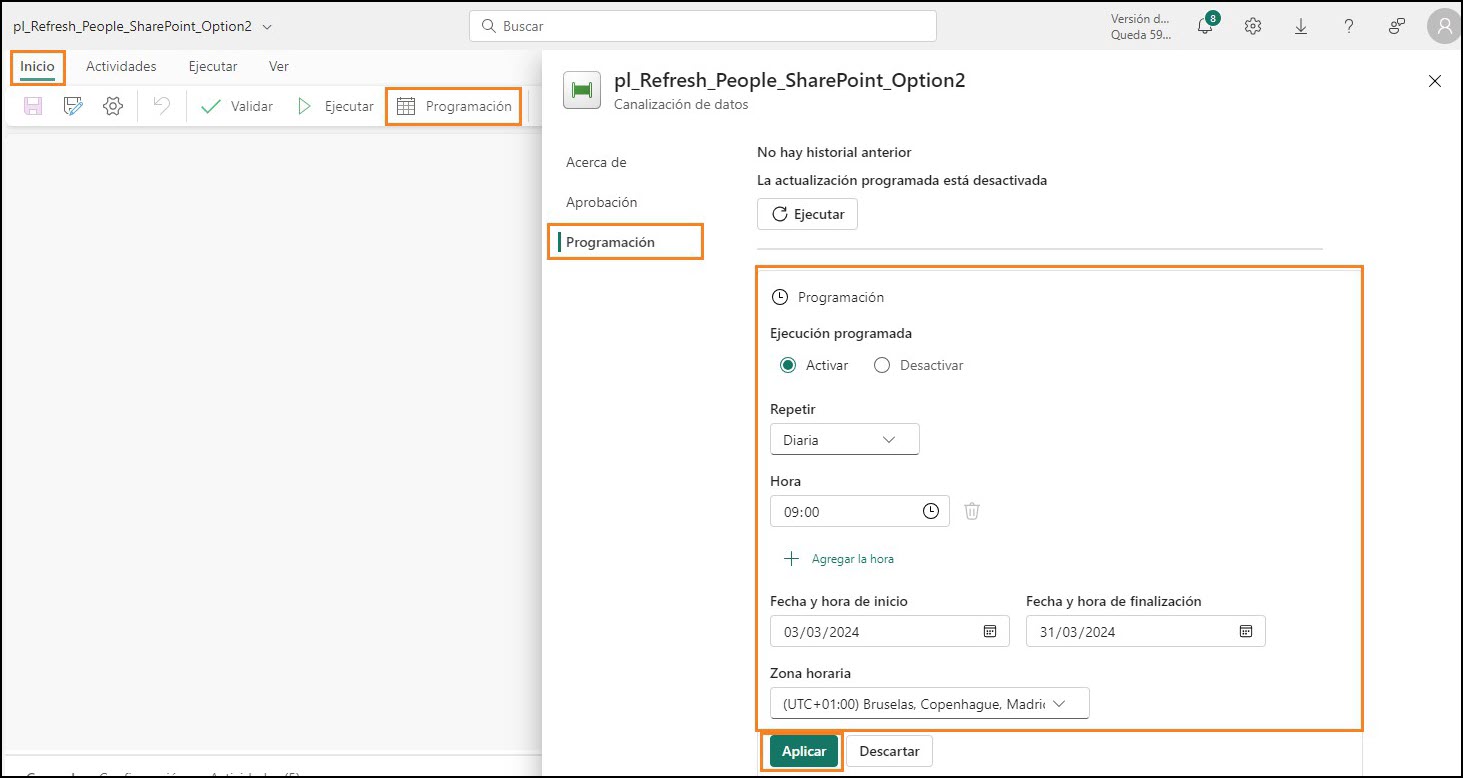 pl_Refresh_People_SharePoint_Option2
Buscar
Versión d...
Queda 59...
8
Inicio
Actividades
Ejecutar
Ver
Validar
Ejecutar
Programación
pl_Refresh_People_SharePoint_Option2
Canalización de datos
Acerca de
Aprobación
Programación
No hay historial anterior
La actualización programada está desactivada
Ejecutar
Programación
Ejecución programada
Activar
Desactivar
Repetir
Diaria
Hora
09:00
Agregar la hora
Fecha y hora de inicio
Fecha y hora de finalización
03/03/2024
31/03/2024
Zona horaria
(UTC+01:00) Bruselas, Copenhague, Madri
Aplicar
Descartar